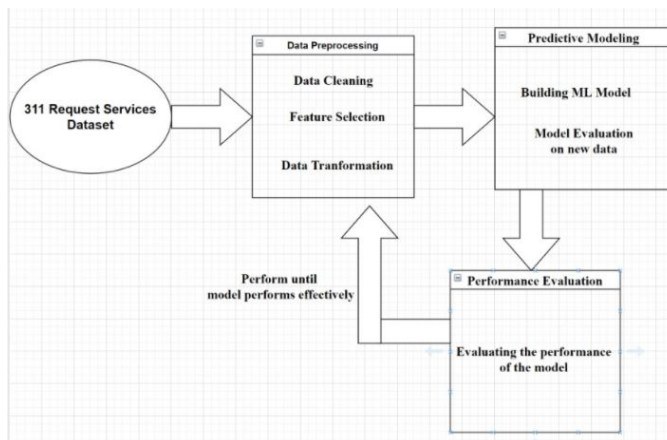 311 Request Services
Dataset
Data Preprocessing
Data Cleaning
Feature Selection
Data Tranformation
Predictive Modeling
Building ML Model
Model Evaluation
on new data
Perform until
model performs effectively
Performance Evaluation
Evaluating the performance
of the model